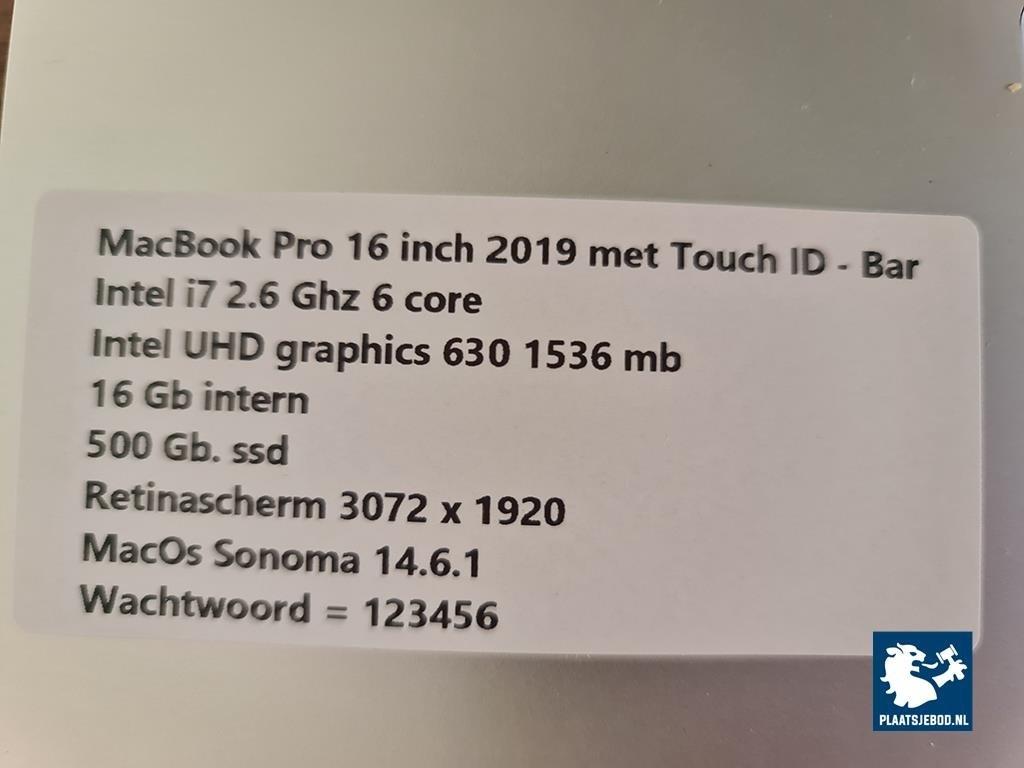 MacBook Pro 16 inch 2019 met Touch ID - Bar
Intel i7 2.6 Ghz 6 core
Intel UHD graphics 630 1536 mb
16 Gb intern
500 Gb. ssd
Retinascherm 3072 x 1920
MacOs Sonoma 14.6.1
Wachtwoord = 123456
PLAATSJEBOD.NL